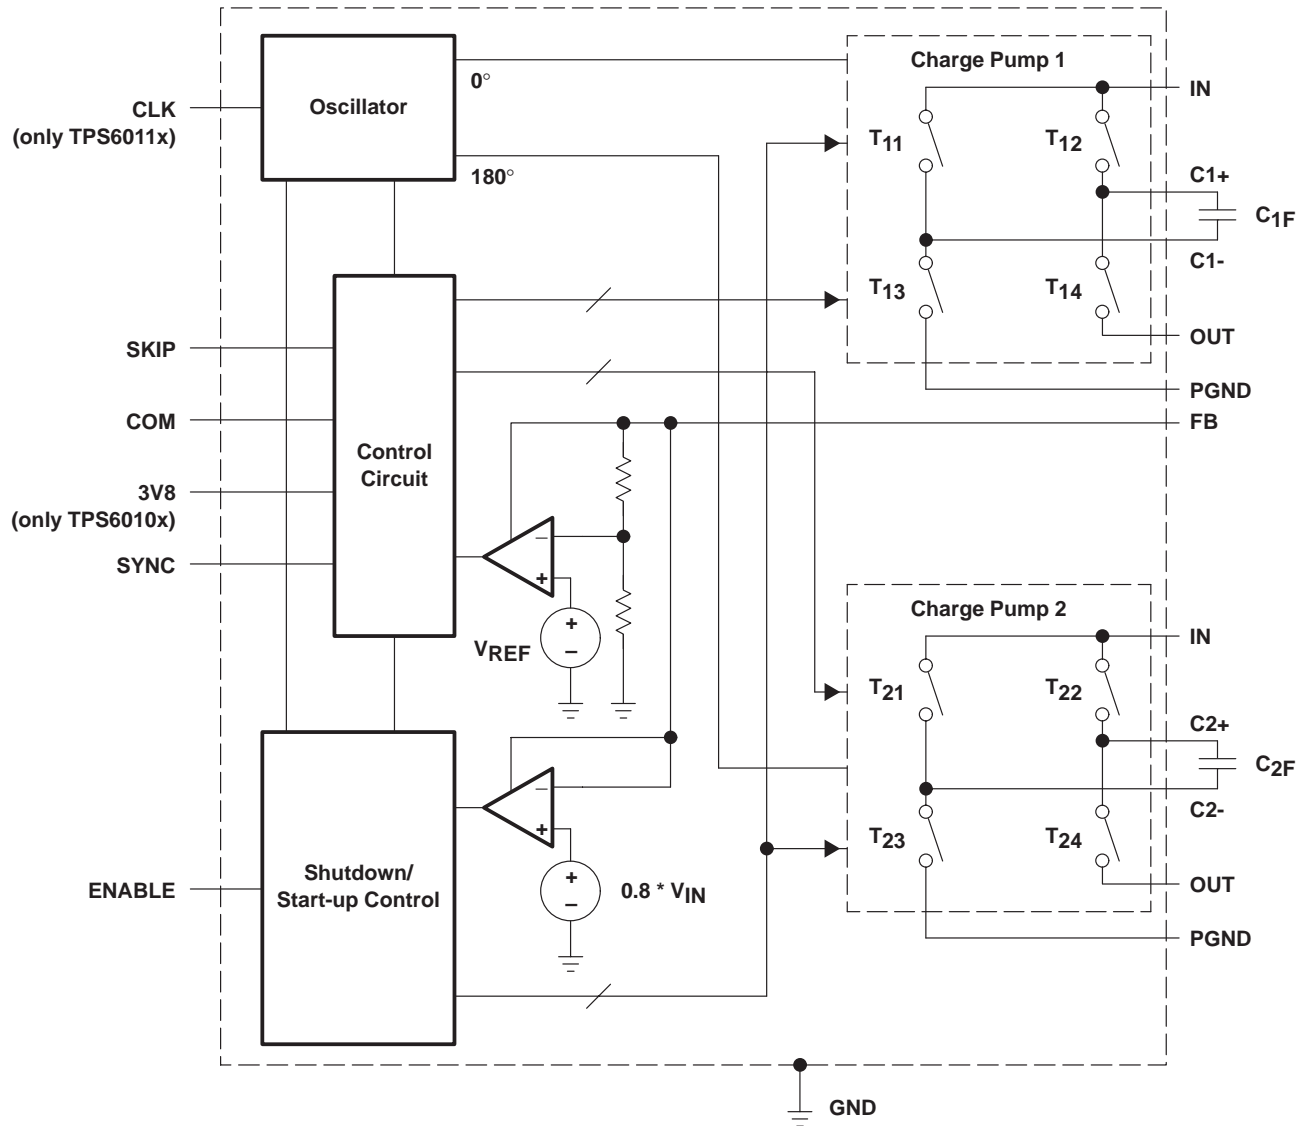 Oscillator
0°
180°
CLK
(only TPS6011x)
Charge Pump 1
IN
T11
T12
C1+
C1F
C1-
T13
T14
OUT
PGND
FB
SKIP
COM
3V8
(only TPS6010x)
SYNC
Control
Circuit
−
+
VREF
+
−
Charge Pump 2
IN
T21
T22
C2+
C2F
C2-
T23
T24
OUT
PGND
ENABLE
Shutdown/
Start-up Control
−
+
+
−
0.8 * VIN
GND